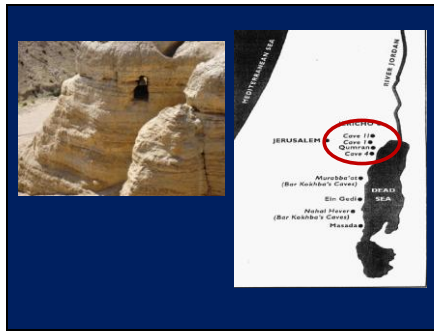 MEDITERRANEAN SEA
RIVER JORDAN
JERICHO
Cave 11
Cave 1
JERUSALEM
Qumran
Cave 4
Murabba'at
(Bar Kokhba's Caves)
Ein Gedi
DEAD
SEA
Nahal Hever
(Bar Kokhba's Caves)
Masada